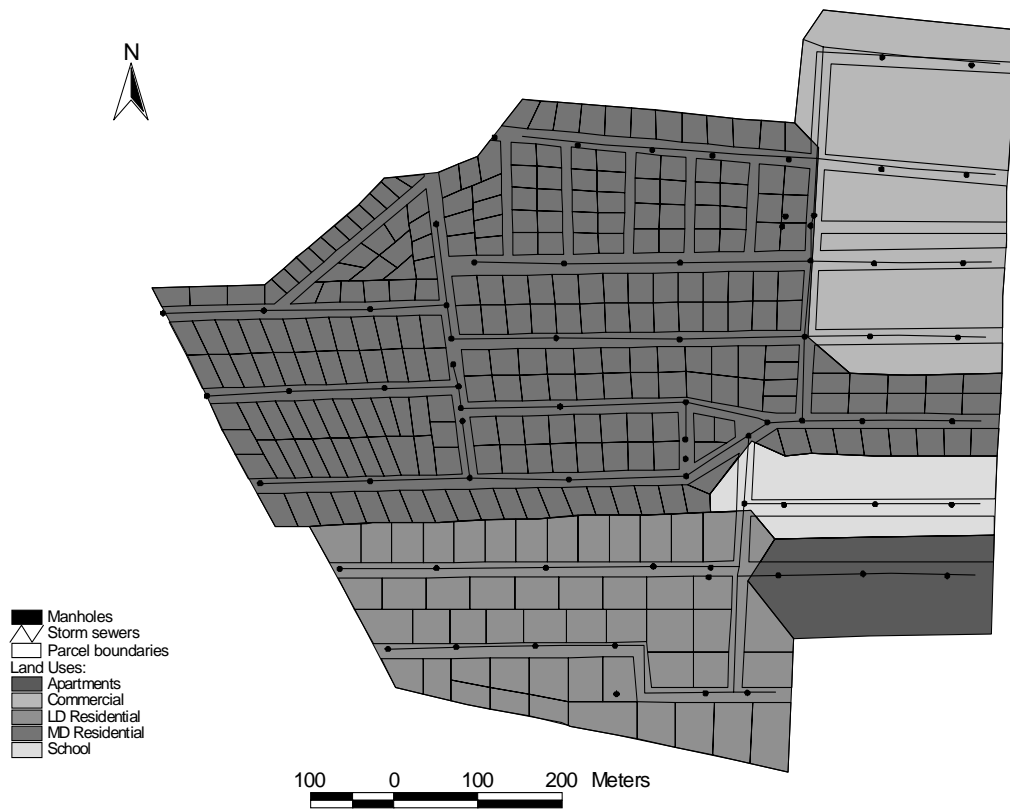 N
Manholes
Storm sewers
Parcel boundaries
Land Uses:
Apartments
Commercial
LD Residential
MD Residential
School
100 0 100 200 Meters